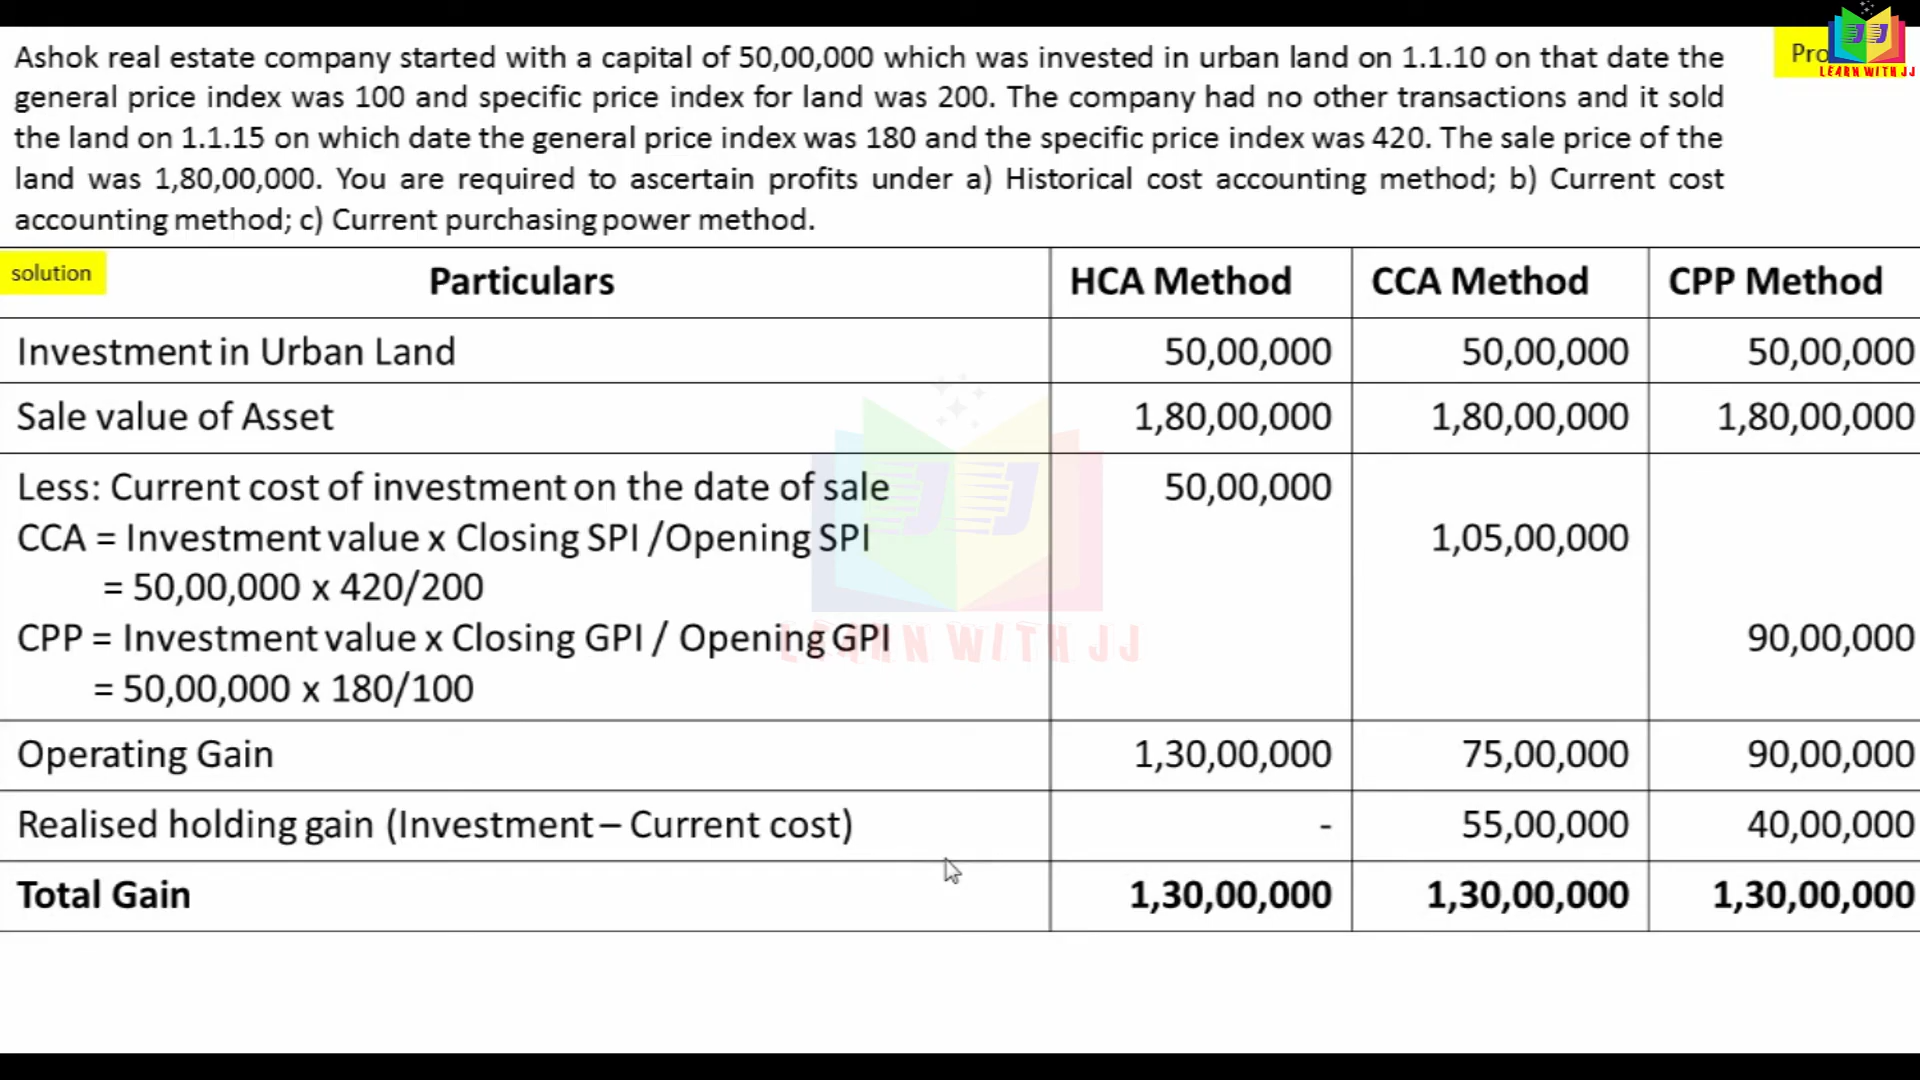 Ashok real estate company started with a capital of 50,00,000 which was invested in urban land on 1.1.10 on that date the
general price index was 100 and specific price index for land was 200. The company had no other transactions and it sold
the land on 1.1.15 on which date the general price index was 180 and the specific price index was 420. The sale price of the
land was 1,80,00,000. You are required to ascertain profits under a) Historical cost accounting method; b) Current cost
accounting method; c) Current purchasing power method.
JJ
LEARN WITH JJ
solution
Particulars HCA Method CCA Method CPP Method
Investment in Urban Land 50,00,000 50,00,000 50,00,000
Sale value of Asset 1,80,00,000 1,80,00,000 1,80,00,000
Less: Current cost of investment on the date of sale 50,00,000
CCA = Investment value x Closing SPI /Opening SPI 1,05,00,000
= 50,00,000 x 420/200
CPP = Investment value x Closing GPI / Opening GPI 90,00,000
= 50,00,000 x 180/100
JJ
LEARN WITH JJ
Operating Gain 1,30,00,000 75,00,000 90,00,000
Realised holding gain (Investment – Current cost) - 55,00,000 40,00,000
Total Gain 1,30,00,000 1,30,00,000 1,30,00,000